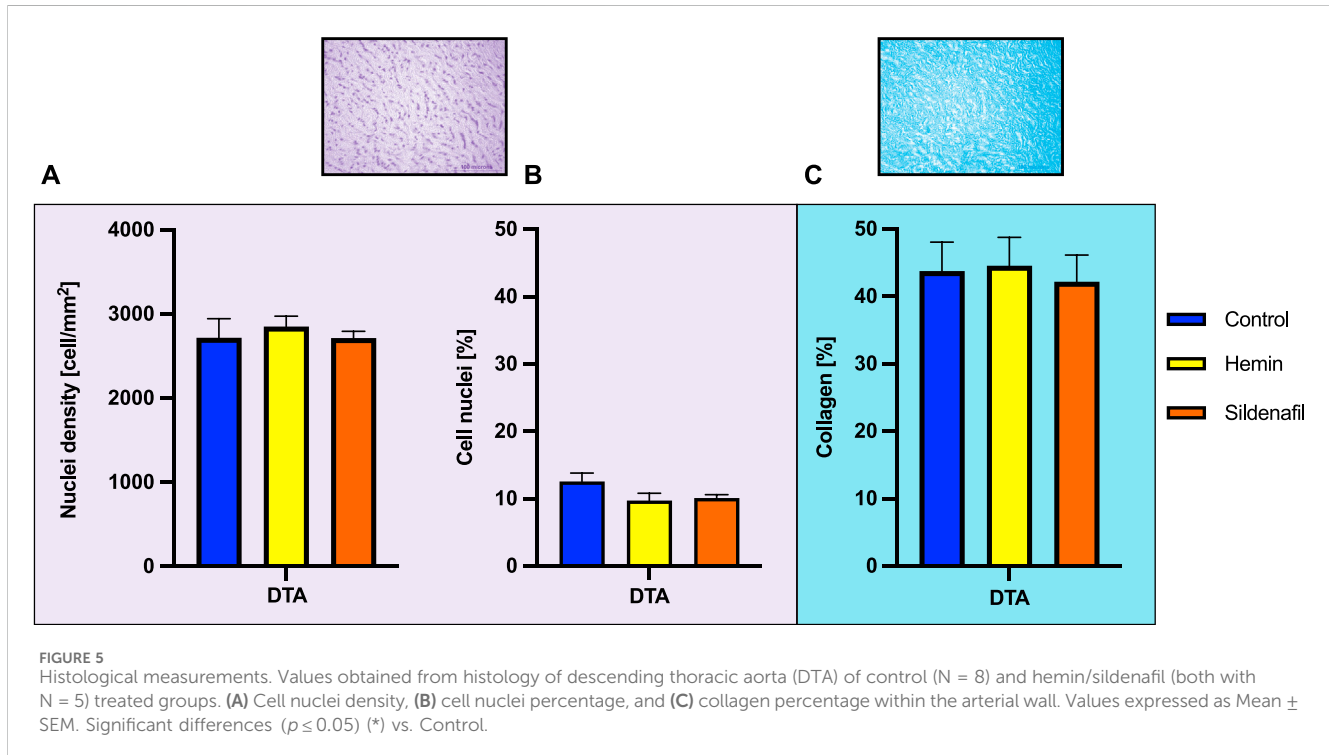 A
B
C
Nuclei density [cell/mm²]
4000
3000
2000
1000
0
DTA
Cell nuclei [%]
50
40
30
20
10
0
DTA
Collagen [%]
50
40
30
20
10
0
DTA
Control
Hemin
Sildenafil
FIGURE 5
Histological measurements. Values obtained from histology of descending thoracic aorta (DTA) of control (N = 8) and hemin/sildenafil (both with
N = 5) treated groups. (A) Cell nuclei density, (B) cell nuclei percentage, and (C) collagen percentage within the arterial wall. Values expressed as Mean ±
SEM. Significant differences (p ≤ 0.05) (*) vs. Control.